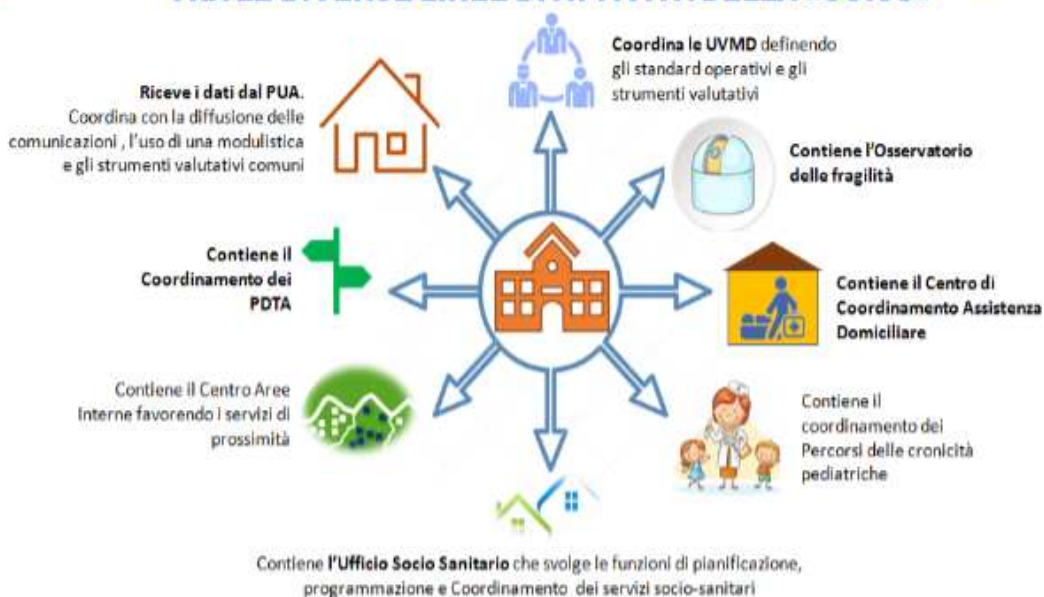 Coordina le UVMD definendo
gli standard operativi e gli
strumenti valutativi
Riceve i dati dal PUA.
Coordina con la diffusione delle
comunicazioni , l'uso di una modulistica
e gli strumenti valutativi comuni
Contiene l'Osservatorio
delle fragilità
Contiene il
Coordinamento dei
PDTA
Contiene il Centro di
Coordinamento Assistenza
Domiciliare
Contiene il Centro Aree
Interne favorendo i servizi di
prossimità
Contiene il
coordinamento dei
Percorsi delle cronicità
pediatriche
Contiene l'Ufficio Socio Sanitario che svolge le funzioni di pianificazione,
programmazione e Coordinamento dei servizi socio-sanitari